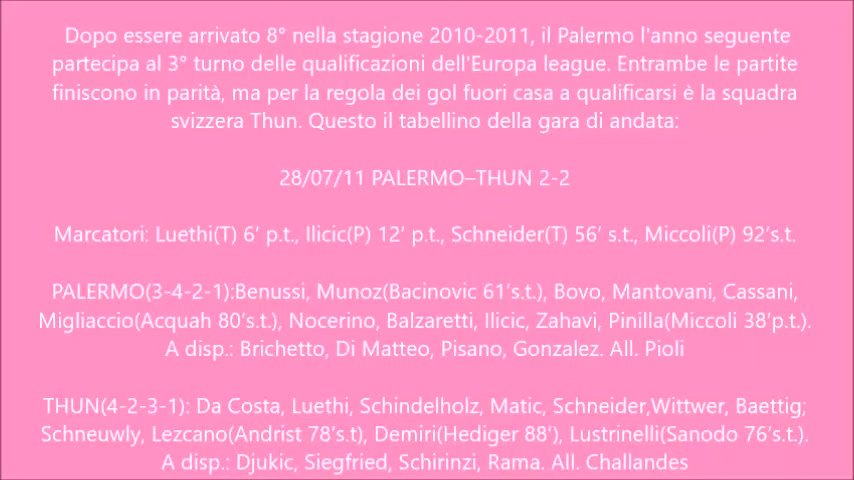 Dopo essere arrivato 8° nella stagione 2010-2011, il Palermo l'anno seguente
partecipa al 3° turno delle qualificazioni dell'Europa league. Entrambe le partite
finiscono in parità, ma per la regola dei gol fuori casa a qualificarsi è la squadra
svizzera Thun. Questo il tabellino della gara di andata:
28/07/11 PALERMO–THUN 2-2
Marcatori: Luethi(T) 6’ p.t., Ilicic(P) 12’ p.t., Schneider(T) 56’ s.t., Miccoli(P) 92’s.t.
PALERMO(3-4-2-1):Benussi, Munoz(Bacinovic 61’s.t.), Bovo, Mantovani, Cassani,
Migliaccio(Acquah 80’s.t.), Nocerino, Balzaretti, Ilicic, Zahavi, Pinilla(Miccoli 38’p.t.).
A disp.: Brichetto, Di Matteo, Pisano, Gonzalez. All. Pioli
THUN(4-2-3-1): Da Costa, Luethi, Schindelholz, Matic, Schneider,Wittwer, Baettig;
Schneuwly, Lezcano(Andrist 78’s.t), Demiri(Hediger 88’), Lustrinelli(Sanodo 76’s.t.).
A disp.: Djukic, Siegfried, Schirinzi, Rama. All. Challandes